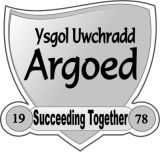 Ysgol Uwchradd
Argoed
19 Succeeding Together 78